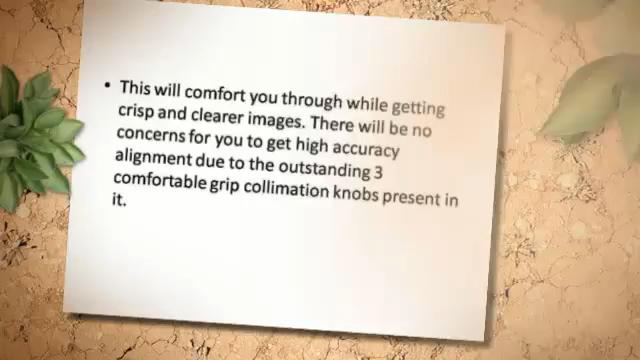 • This will comfort you through while getting
crisp and clearer images. There will be no
concerns for you to get high accuracy
alignment due to the outstanding 3
comfortable grip collimation knobs present in
it.